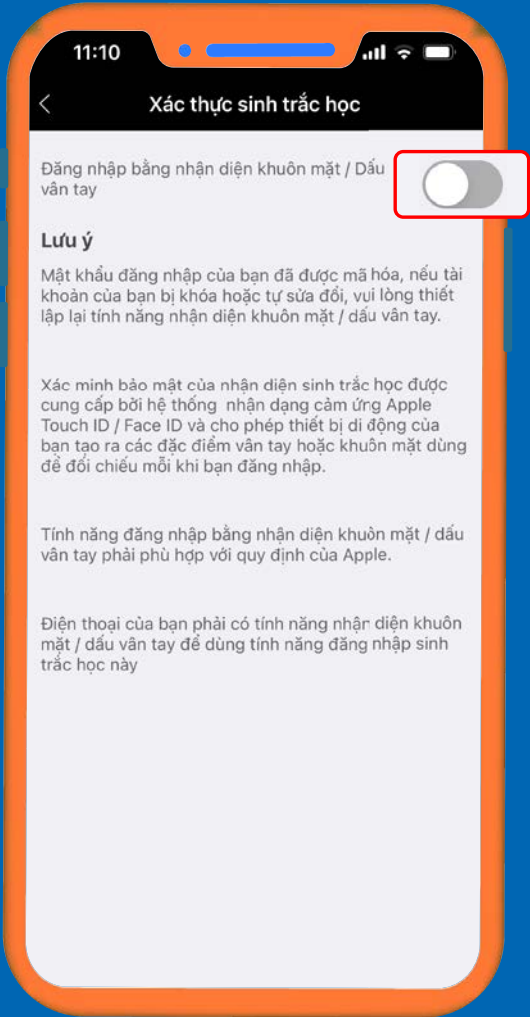 11:10
Xác thực sinh trắc học
Đăng nhập bằng nhận diện khuôn mặt / Dấu
vân tay
Lưu ý
Mật khẩu đăng nhập của bạn đã được mã hóa, nếu tài
khoản của bạn bị khóa hoặc tự sửa đổi, vui lòng thiết
lập lại tính năng nhận diện khuôn mặt / dấu vân tay.
Xác minh bảo mật của nhận diện sinh trắc học được
cung cấp bởi hệ thống nhận dạng cảm ứng Apple
Touch ID / Face ID và cho phép thiết bị di động của
bạn tạo ra các đặc điểm vân tay hoặc khuôn mặt dùng
để đối chiếu mỗi khi bạn đăng nhập.
Tính năng đăng nhập bằng nhận diện khuôn mặt / dấu
vân tay phải phù hợp với quy định của Apple.
Điện thoại của bạn phải có tính năng nhận diện khuôn
mặt / dấu vân tay để dùng tính năng đăng nhập sinh
trắc học này